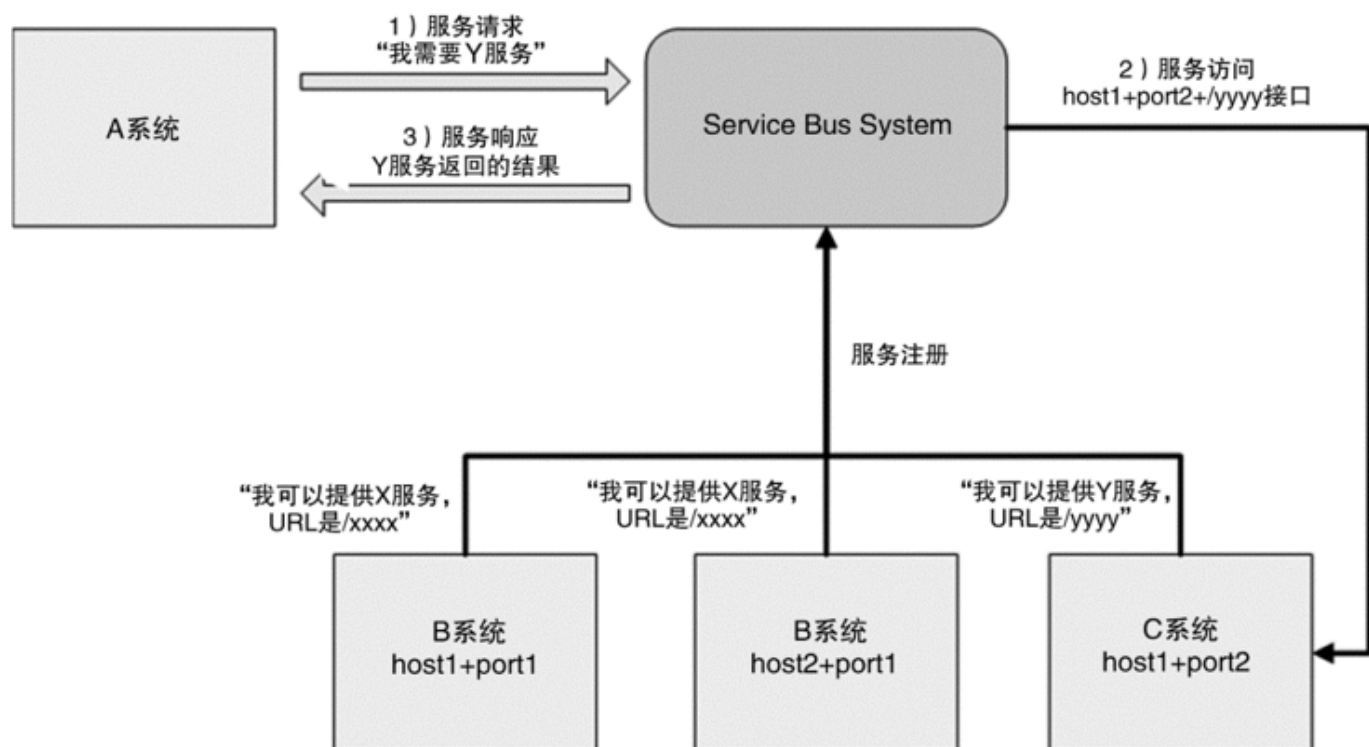 1）服务请求
“我需要Y服务”
A系统
3）服务响应
Y服务返回的结果
Service Bus System
2）服务访问
host1+port2+/yyyy接口
服务注册
“我可以提供X服务，
URL是/xxxx”
“我可以提供X服务，
URL是/xxxx”
“我可以提供Y服务，
URL是/yyyy”
B系统
host1+port1
B系统
host2+port1
C系统
host1+port2